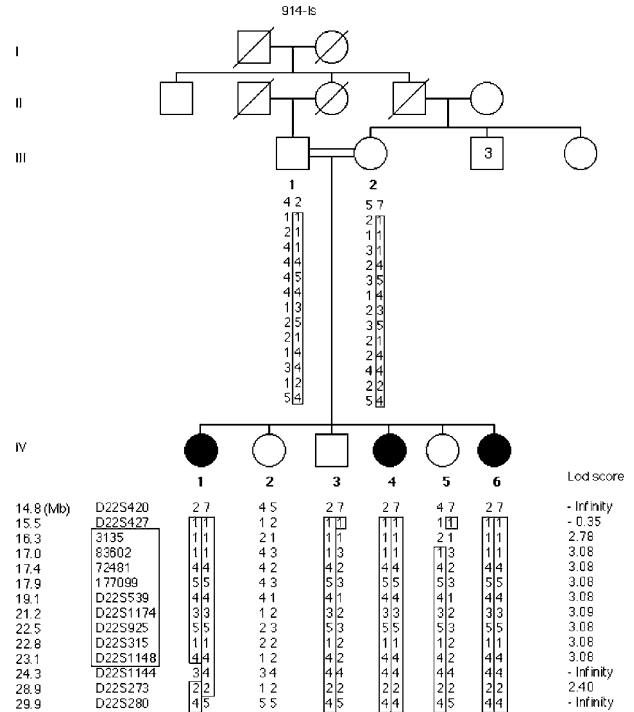 914-Is
I
II
III
3
1 2
4 2 5 7
1 1 2 1
2 1 1 1
4 1 3 1
4 4 2 4
4 5 3 5
4 4 1 4
1 3 2 3
2 5 3 5
2 1 2 1
1 4 2 4
3 4 4 4
1 2 2 2
5 4 5 4
IV
1 2 3 4 5 6 Lod score
14.8 (Mb) D22S420 2 7 4 5 2 7 2 7 4 7 2 7 - Infinity
15.5 D22S427 1 1 1 2 1 1 1 1 1 1 1 1 - 0.35
16.3 3135 1 1 2 1 1 1 1 1 2 1 1 1 2.78
17.0 83602 1 1 4 3 1 3 1 1 1 3 1 1 3.08
17.4 72481 4 4 4 2 4 2 4 4 4 2 4 4 3.08
17.9 177099 5 5 4 3 5 3 5 5 5 3 5 5 3.08
19.1 D22S539 4 4 4 1 4 1 4 4 4 1 4 4 3.08
21.2 D22S1174 3 3 1 2 3 2 3 3 3 2 3 3 3.09
22.5 D22S925 5 5 2 3 5 3 5 5 5 3 5 5 3.08
22.8 D22S315 1 1 2 2 1 2 1 1 1 2 1 1 3.08
23.1 D22S1148 4 4 1 2 4 2 4 4 4 2 4 4 3.08
24.3 D22S1144 3 4 3 4 4 4 4 4 4 4 4 4 - Infinity
28.9 D22S273 2 2 1 2 2 2 2 2 2 2 2 2 2.40
29.9 D22S280 4 5 5 5 4 5 4 5 4 5 4 5 - Infinity